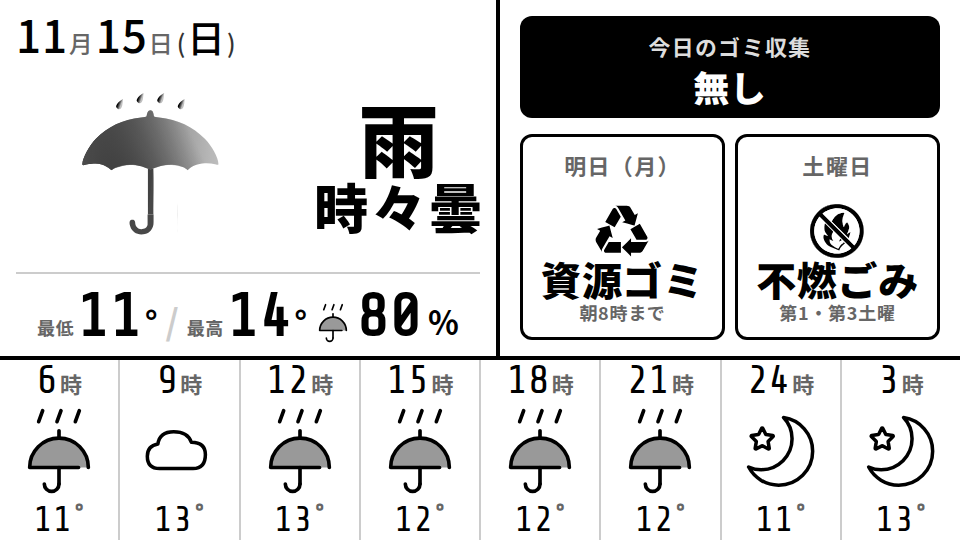 11月15日(日)
雨
時々曇
最低 11° / 最高 14° 80%
今日のゴミ収集
無し
明日（月）
資源ゴミ
朝8時まで
土曜日
不燃ごみ
第1・第3土曜
6時 9時 12時 15時 18時 21時 24時 3時
11° 13° 13° 12° 12° 12° 11° 13°